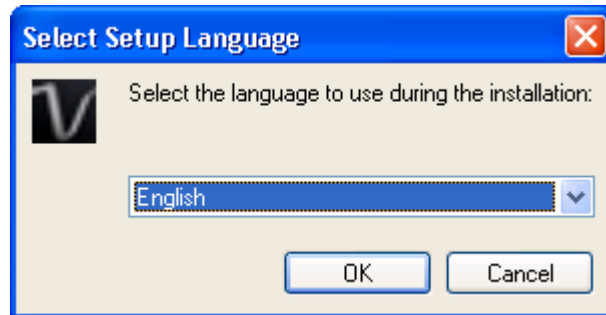 Select Setup Language
Select the language to use during the installation:
English
OK
Cancel